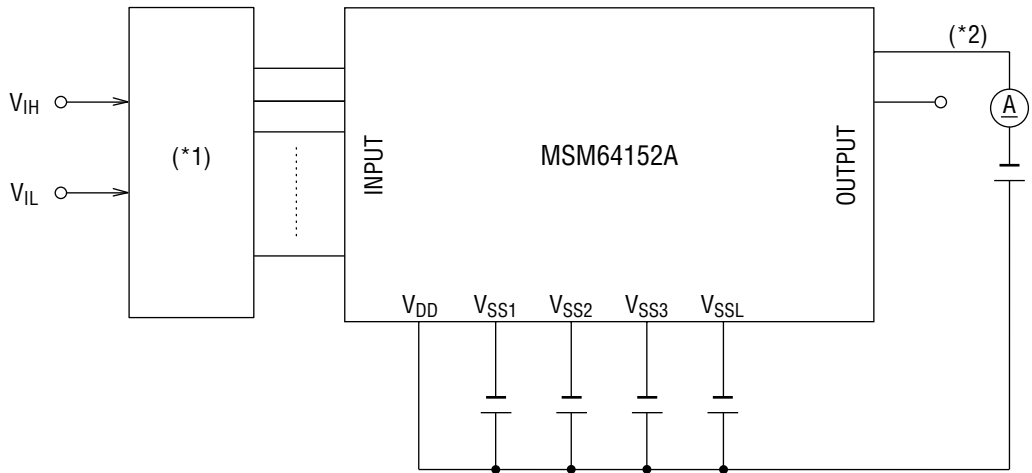 (*2)
V_IH
A
(*1)
INPUT
MSM64152A
OUTPUT
V_IL
V_DD V_SS1 V_SS2 V_SS3 V_SSL